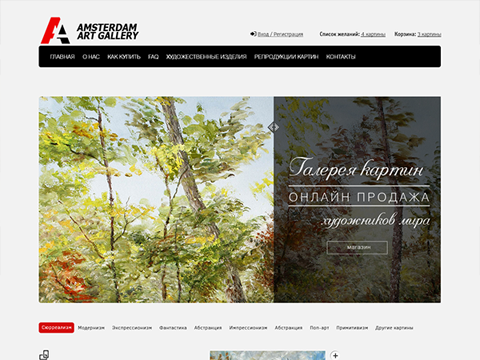 AMSTERDAM
ART GALLERY
Вход / Регистрация
Список желаний: 4 картины
Корзина: 3 картины
ГЛАВНАЯ О НАС КАК КУПИТЬ FAQ ХУДОЖЕСТВЕННЫЕ ИЗДЕЛИЯ РЕПРОДУКЦИИ КАРТИН КОНТАКТЫ
Галерея картин
ОНЛАЙН ПРОДАЖА
художников мира
магазин
Сюрреализм Модернизм Экспрессионизм Фантастика Абстракция Импрессионизм Абстракция Поп-арт Примитивизм Другие картины